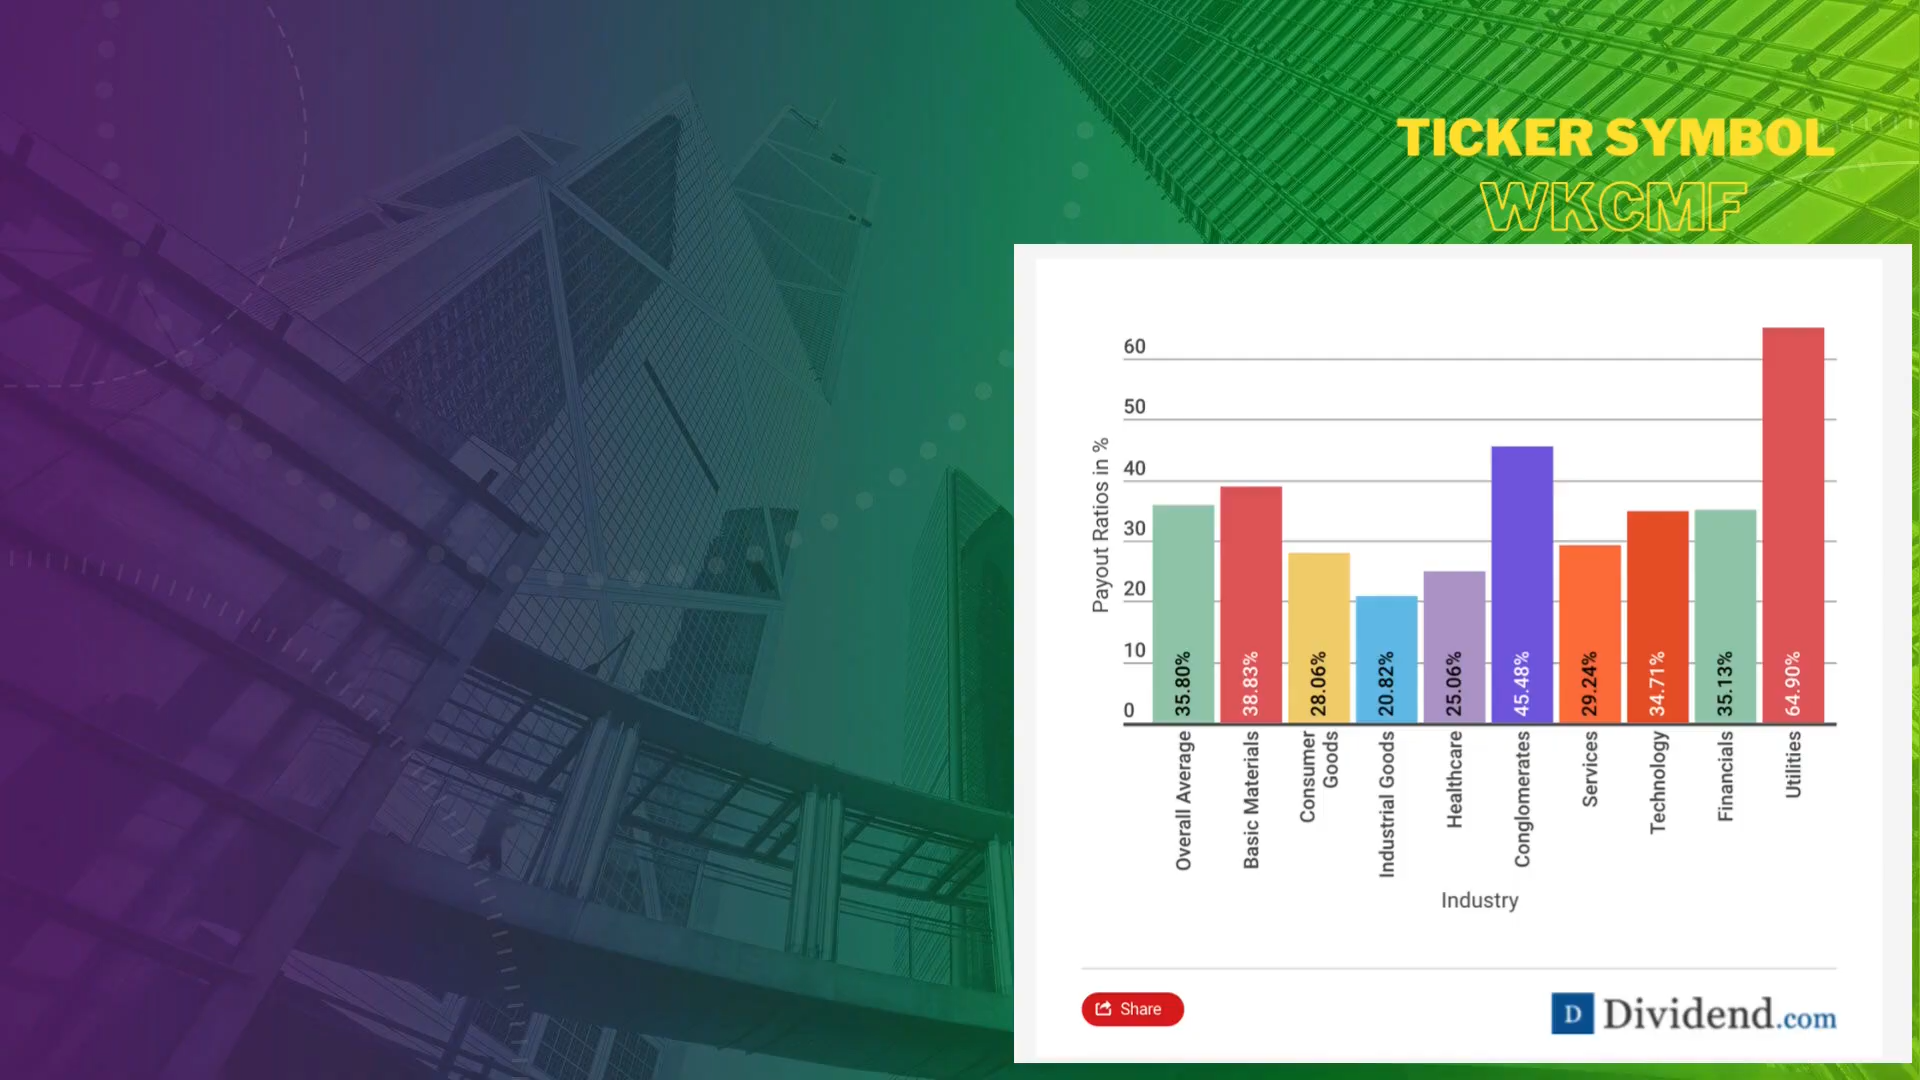 TICKER SYMBOL
WKCMF
60
50
40
30
20
10
0
Payout Ratios in %
35.80%
38.83%
28.06%
20.82%
25.06%
45.48%
29.24%
34.71%
35.13%
64.90%
Overall Average
Basic Materials
Consumer
Goods
Industrial Goods
Healthcare
Conglomerates
Services
Technology
Financials
Utilities
Industry
Share
D Dividend.com